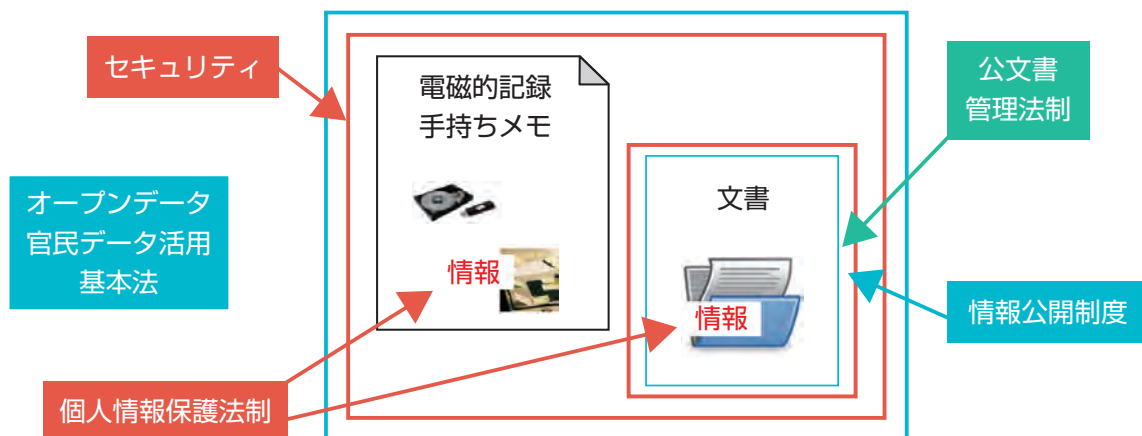 セキュリティ
電磁的記録
手持ちメモ
公文書
管理法制
オープンデータ
官民データ活用
基本法
文書
情報
情報
情報公開制度
個人情報保護法制